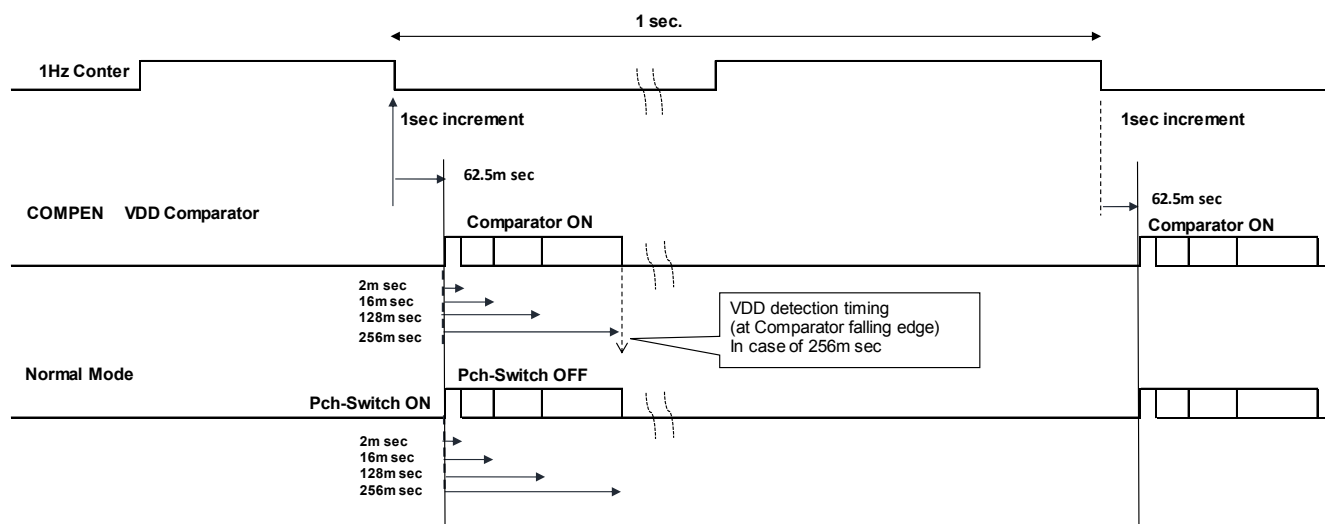 1 sec.
1Hz Conter
1sec increment
1sec increment
62.5m sec
62.5m sec
COMPEN VDD Comparator
Comparator ON
Comparator ON
2m sec
16m sec
128m sec
256m sec
VDD detection timing
(at Comparator falling edge)
In case of 256m sec
Normal Mode
Pch-Switch OFF
Pch-Switch ON
2m sec
16m sec
128m sec
256m sec